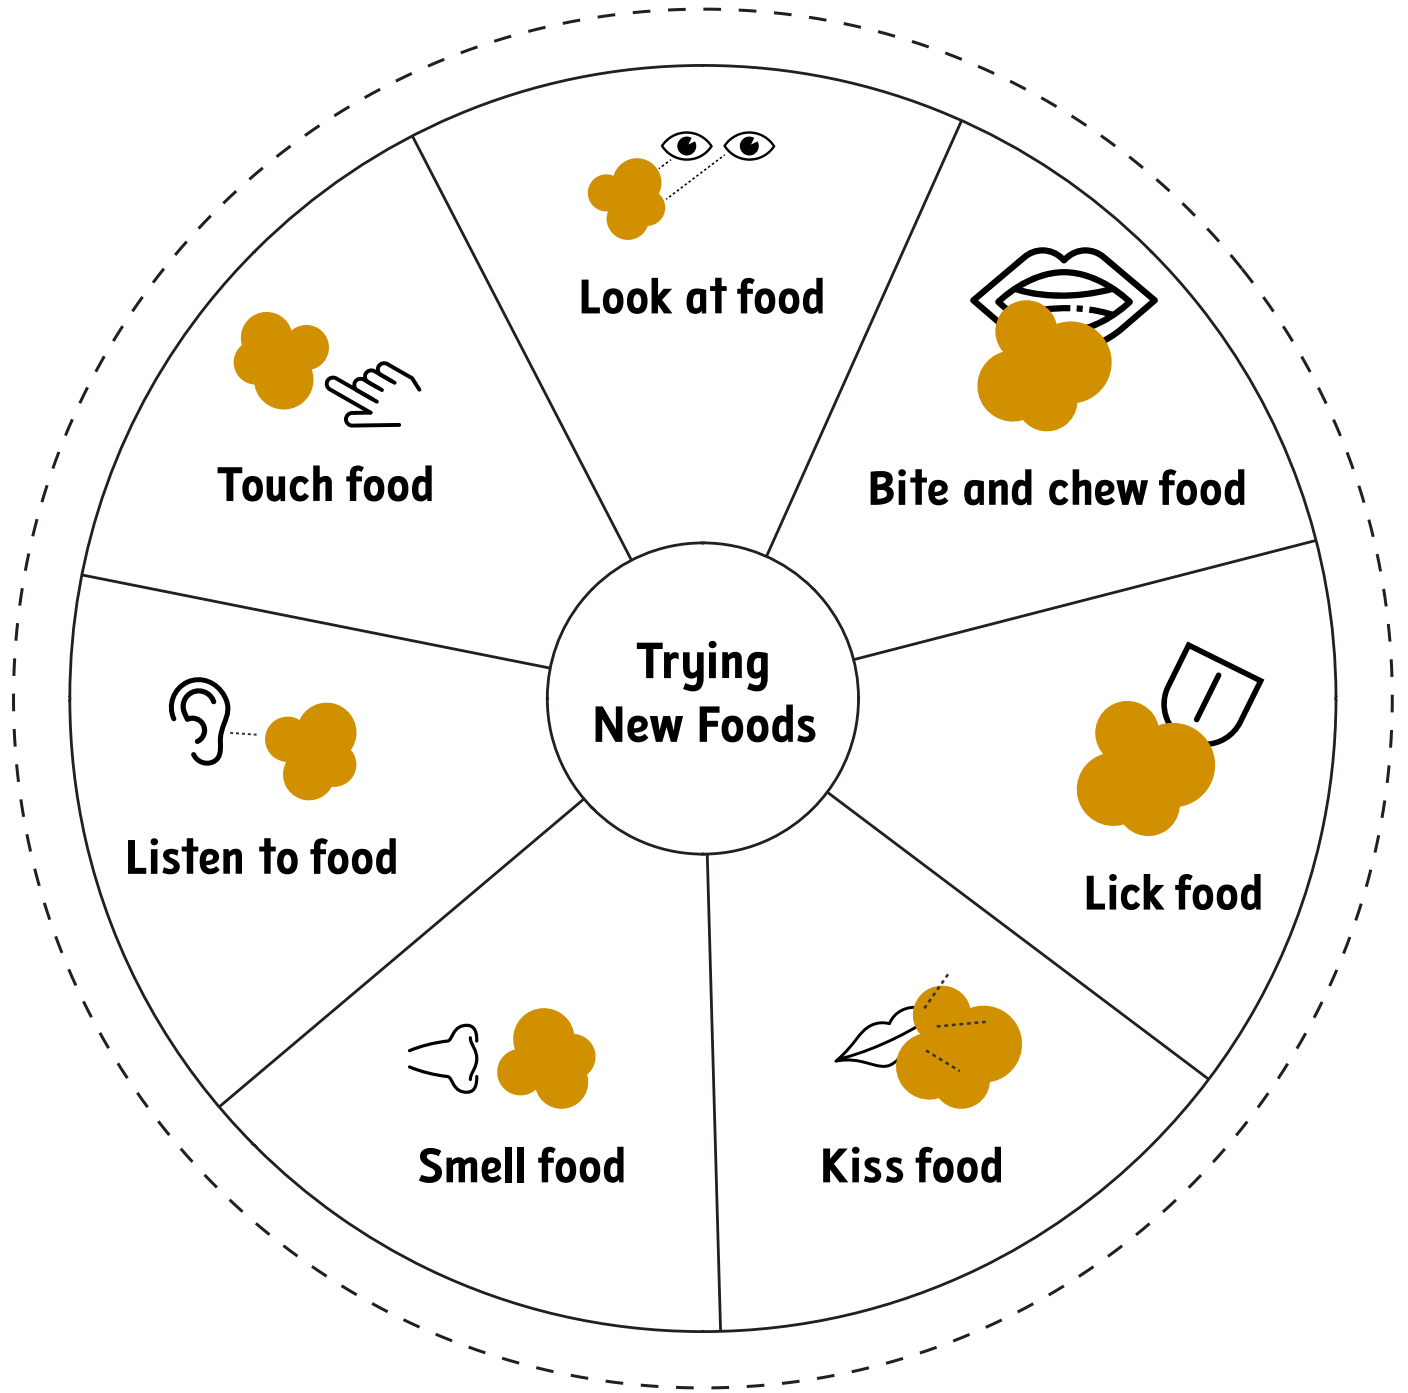 Look at food
Bite and chew food
Touch food
Trying
New Foods
Listen to food
Lick food
Smell food
Kiss food